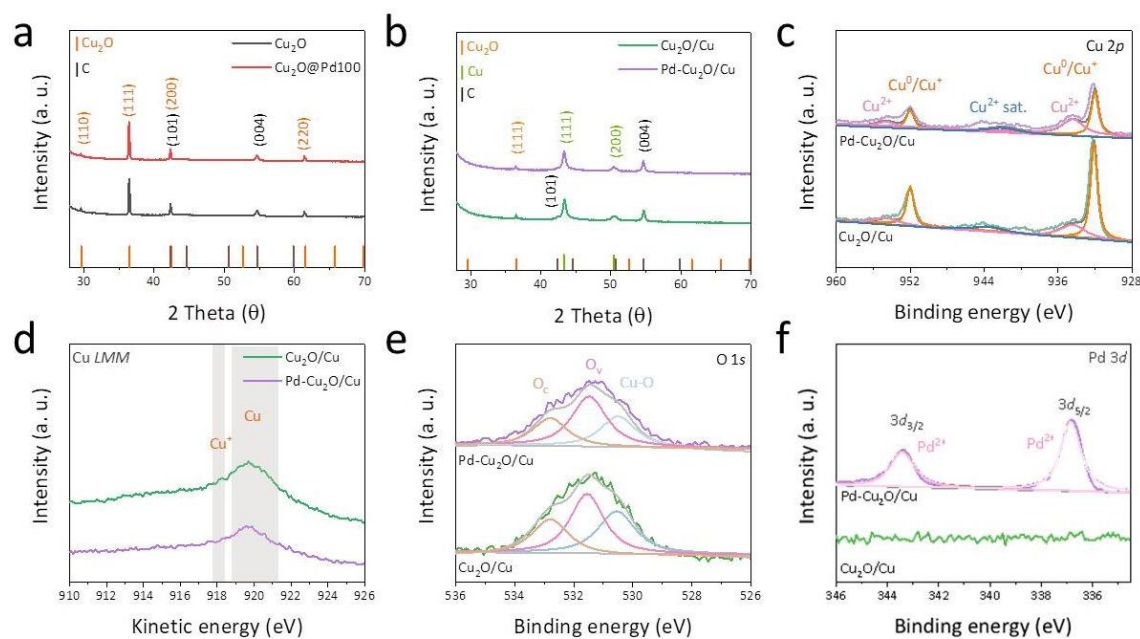 a
Cu₂O
C
Cu₂O
Cu₂O@Pd100
(110)
(111)
(200)
(101)
(004)
(220)
Intensity (a. u.)
30 40 50 60 70
2 Theta (θ)
b
Cu₂O
Cu
C
Cu₂O/Cu
Pd-Cu₂O/Cu
(111)
(101)
(111)
(200)
(004)
Intensity (a. u.)
30 40 50 60 70
2 Theta (θ)
c
Cu 2p
Cu⁰/Cu⁺
Cu²⁺
Cu⁰/Cu⁺
Cu²⁺ sat.
Cu²⁺
Pd-Cu₂O/Cu
Cu₂O/Cu
Intensity (a. u.)
960 952 944 936 928
Binding energy (eV)
d
Cu LMM
Cu₂O/Cu
Pd-Cu₂O/Cu
Cu
Cu⁺
Intensity (a. u.)
910 912 914 916 918 920 922 924 926
Kinetic energy (eV)
e
O 1s
O_c
O_v
Cu-O
Pd-Cu₂O/Cu
Cu₂O/Cu
Intensity (a. u.)
536 534 532 530 528 526
Binding energy (eV)
f
Pd 3d
3d₃/₂
Pd²⁺
3d₅/₂
Pd²⁺
Pd-Cu₂O/Cu
Cu₂O/Cu
Intensity (a. u.)
346 344 342 340 338 336
Binding energy (eV)